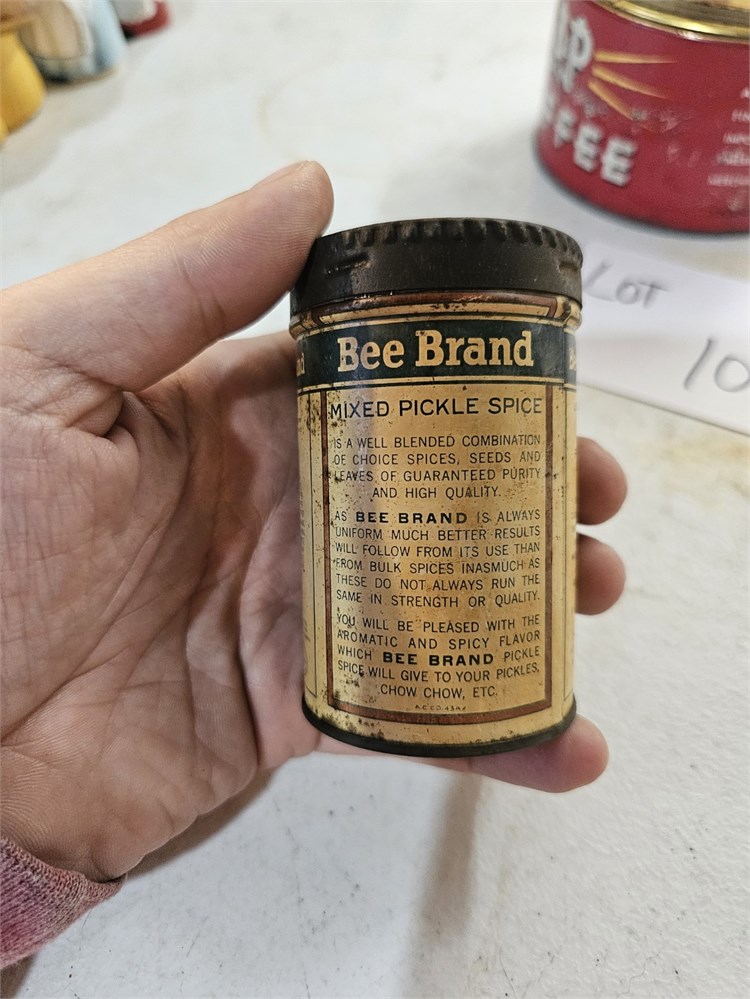 FFEE
LOT
10
Bee Brand
MIXED PICKLE SPICE
IS A WELL BLENDED COMBINATION
OF CHOICE SPICES, SEEDS AND
LEAVES OF GUARANTEED PURITY
AND HIGH QUALITY.
AS BEE BRAND IS ALWAYS
UNIFORM MUCH BETTER RESULTS
WILL FOLLOW FROM ITS USE THAN
FROM BULK SPICES INASMUCH AS
THESE DO NOT ALWAYS RUN THE
SAME IN STRENGTH OR QUALITY.
YOU WILL BE PLEASED WITH THE
AROMATIC AND SPICY FLAVOR
WHICH BEE BRAND PICKLE
SPICE WILL GIVE TO YOUR PICKLES,
CHOW CHOW, ETC.